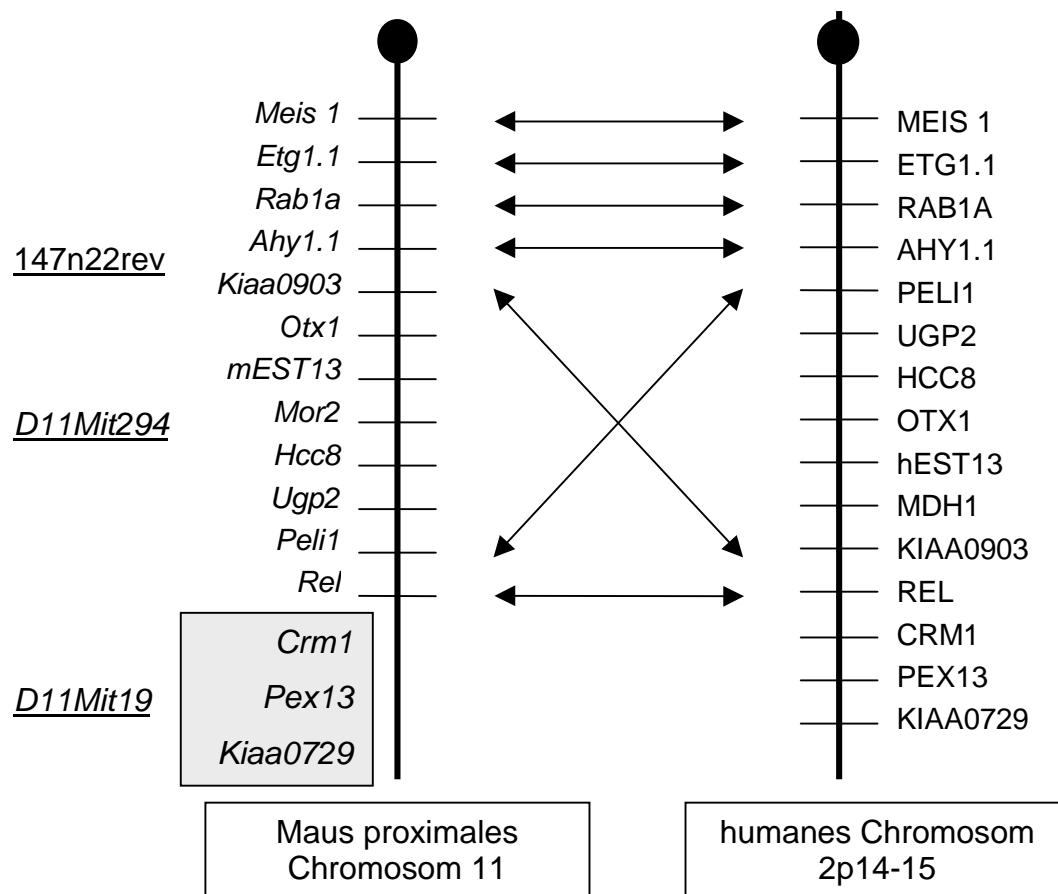 Meis 1
Etg1.1
Rab1a
Ahy1.1
147n22rev
Kiaa0903
Otx1
mEST13
Mor2
D11Mit294
Hcc8
Ugp2
Peli1
Rel
Crm1
Pex13
D11Mit19
Kiaa0729
MEIS 1
ETG1.1
RAB1A
AHY1.1
PELI1
UGP2
HCC8
OTX1
hEST13
MDH1
KIAA0903
REL
CRM1
PEX13
KIAA0729
Maus proximales
Chromosom 11
humanes Chromosom
2p14-15